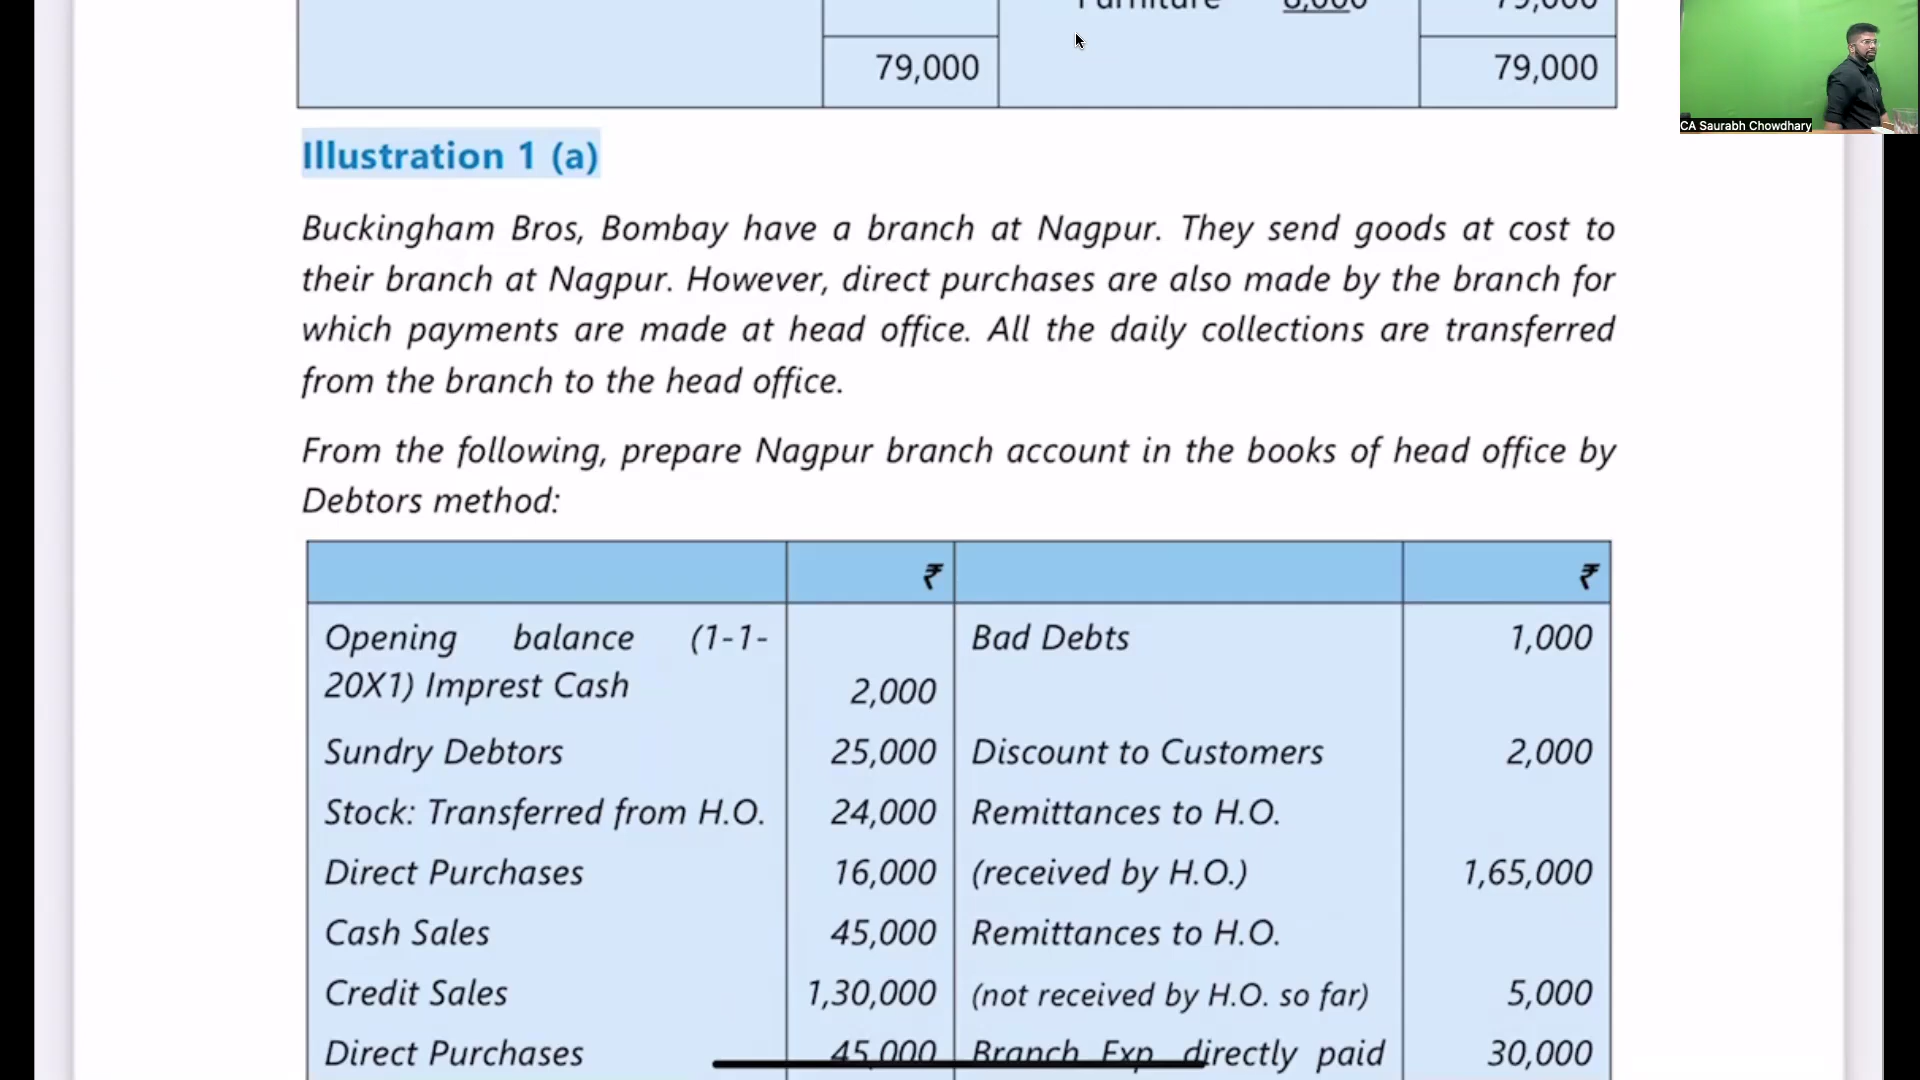 Furniture 8,000 79,000
79,000 79,000
CA Saurabh Chowdhary
Illustration 1 (a)
Buckingham Bros, Bombay have a branch at Nagpur. They send goods at cost to
their branch at Nagpur. However, direct purchases are also made by the branch for
which payments are made at head office. All the daily collections are transferred
from the branch to the head office.
From the following, prepare Nagpur branch account in the books of head office by
Debtors method:
₹ ₹
Opening balance (1-1- Bad Debts 1,000
20X1) Imprest Cash 2,000
Sundry Debtors 25,000 Discount to Customers 2,000
Stock: Transferred from H.O. 24,000 Remittances to H.O.
Direct Purchases 16,000 (received by H.O.) 1,65,000
Cash Sales 45,000 Remittances to H.O.
Credit Sales 1,30,000 (not received by H.O. so far) 5,000
Direct Purchases 45,000 Branch Exp. directly paid 30,000